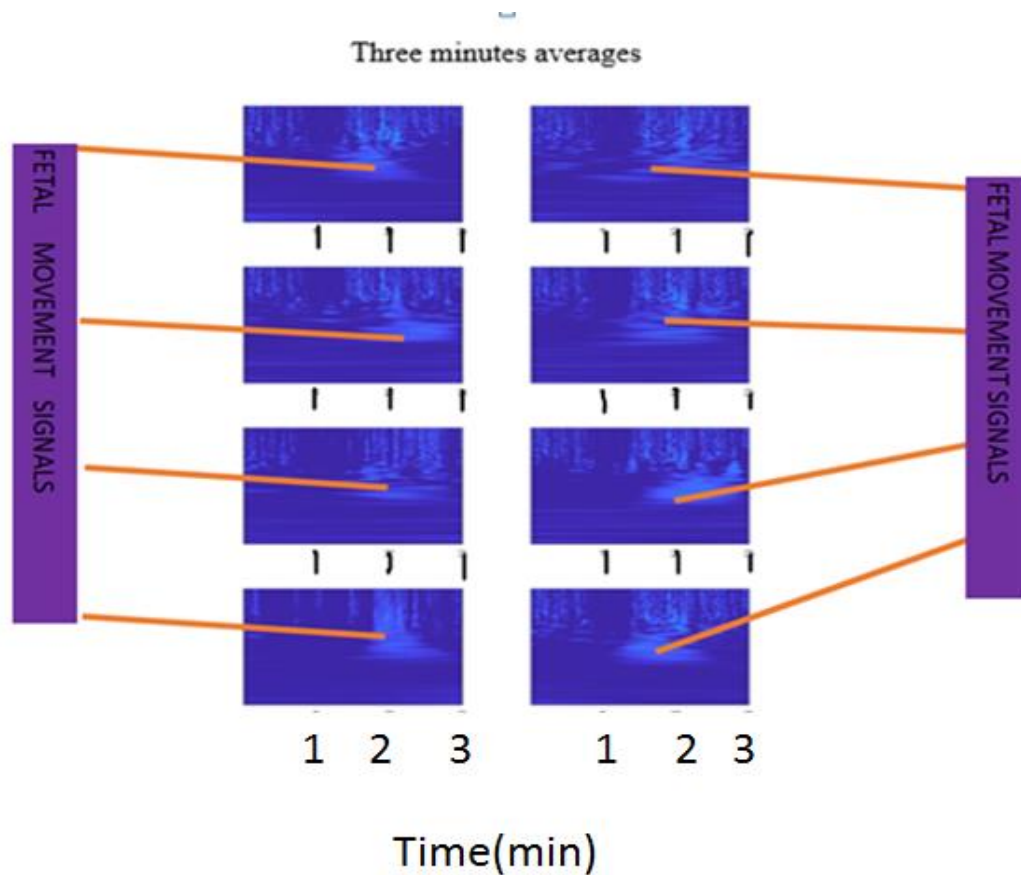 Three minutes averages
FETAL MOVEMENT SIGNALS
FETAL MOVEMENT SIGNALS
1 2 3
1 2 3
Time(min)